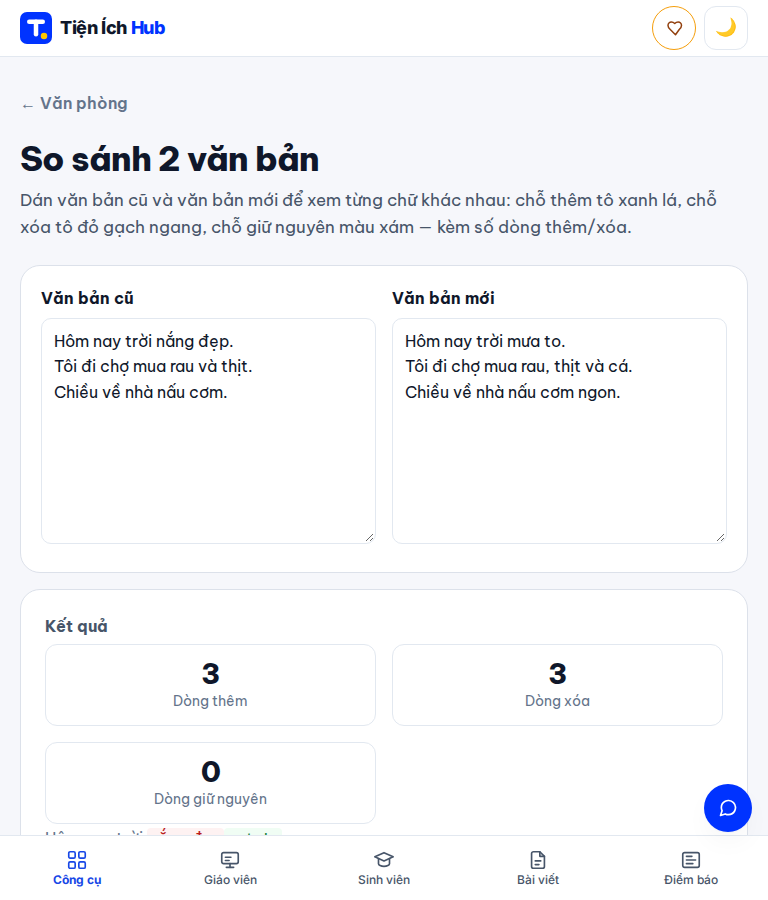 Tiện Ích Hub
← Văn phòng
So sánh 2 văn bản
Dán văn bản cũ và văn bản mới để xem từng chữ khác nhau: chỗ thêm tô xanh lá, chỗ
xóa tô đỏ gạch ngang, chỗ giữ nguyên màu xám — kèm số dòng thêm/xóa.
Văn bản cũ
Văn bản mới
Hôm nay trời nắng đẹp.
Tôi đi chợ mua rau và thịt.
Chiều về nhà nấu cơm.
Hôm nay trời mưa to.
Tôi đi chợ mua rau, thịt và cá.
Chiều về nhà nấu cơm ngon.
Kết quả
3
Dòng thêm
3
Dòng xóa
0
Dòng giữ nguyên
Công cụ
Giáo viên
Sinh viên
Bài viết
Điểm báo